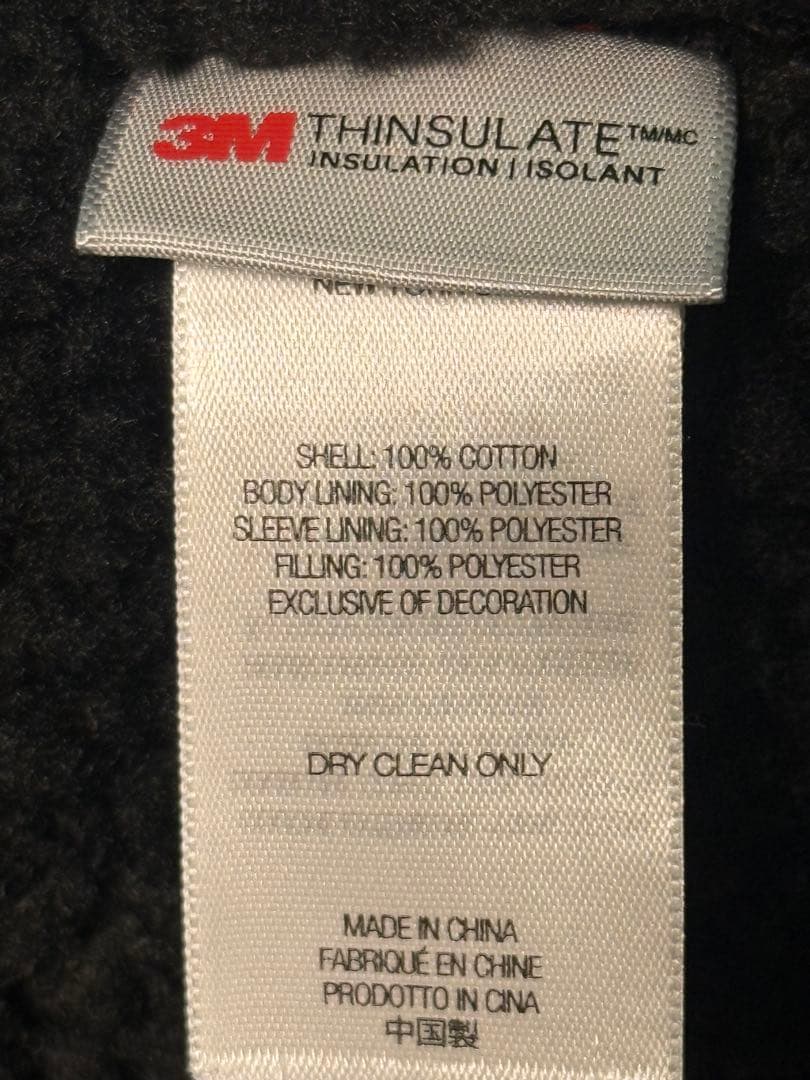 3M THINSULATE™/MC
INSULATION | ISOLANT
NEW
SHELL: 100% COTTON
BODY LINING: 100% POLYESTER
SLEEVE LINING: 100% POLYESTER
FILLING: 100% POLYESTER
EXCLUSIVE OF DECORATION
DRY CLEAN ONLY
MADE IN CHINA
FABRIQUÉ EN CHINE
PRODOTTO IN CINA
中国製